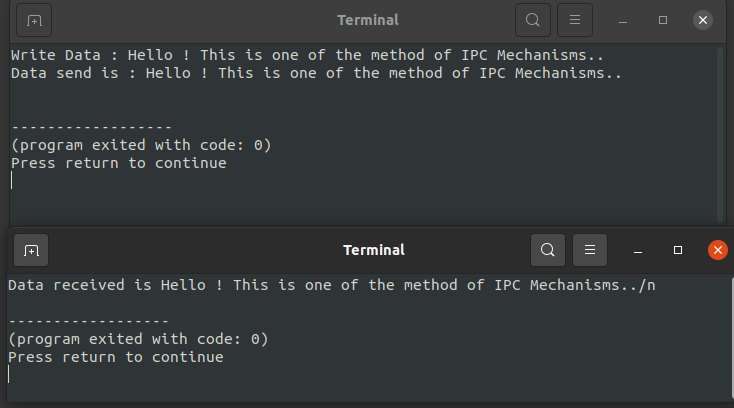 Terminal
Write Data : Hello ! This is one of the method of IPC Mechanisms..
Data send is : Hello ! This is one of the method of IPC Mechanisms..
------------------
(program exited with code: 0)
Press return to continue
Terminal
Data received is Hello ! This is one of the method of IPC Mechanisms../n
------------------
(program exited with code: 0)
Press return to continue